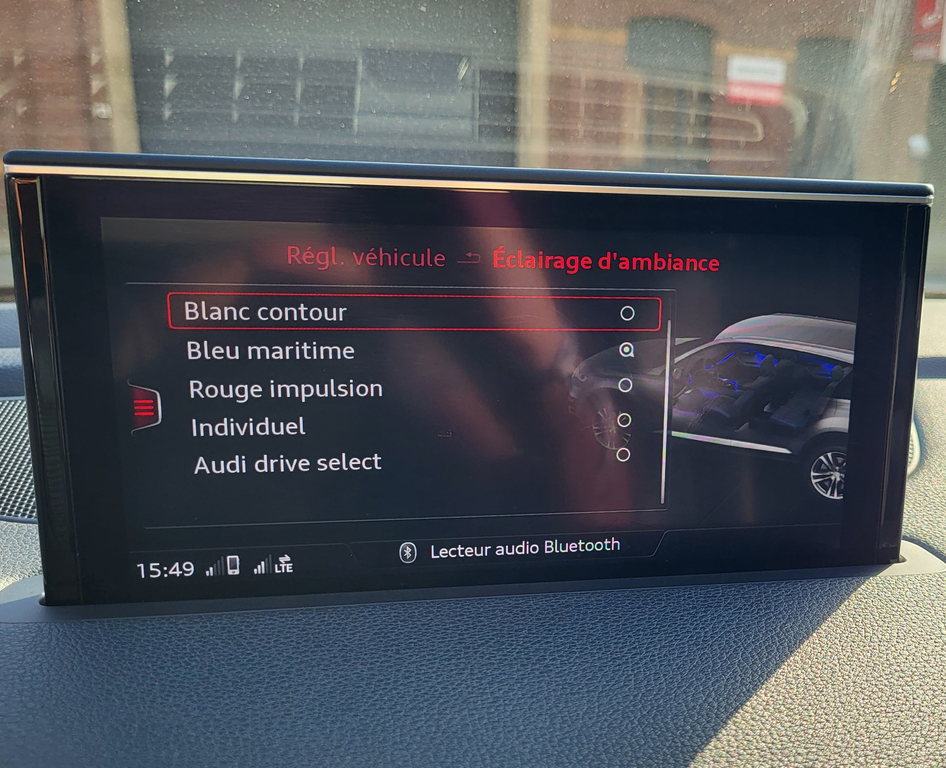 Régl. véhicule Éclairage d'ambiance
Blanc contour
Bleu maritime
Rouge impulsion
Individuel
Audi drive select
15:49 LTE Lecteur audio Bluetooth